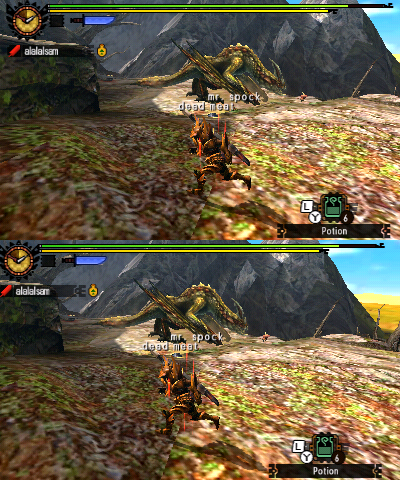 alalalsam
mr. spock
dead meat
L
Y
6
Potion
alalalsam
mr. spock
dead meat
L
Y
6
Potion